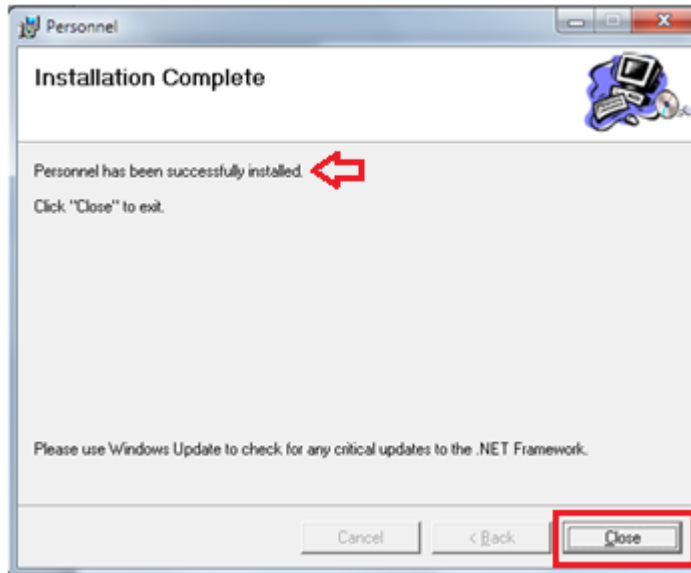 Personnel
Installation Complete
Personnel has been successfully installed.
Click "Close" to exit.
Please use Windows Update to check for any critical updates to the .NET Framework.
Cancel
< Back
Close